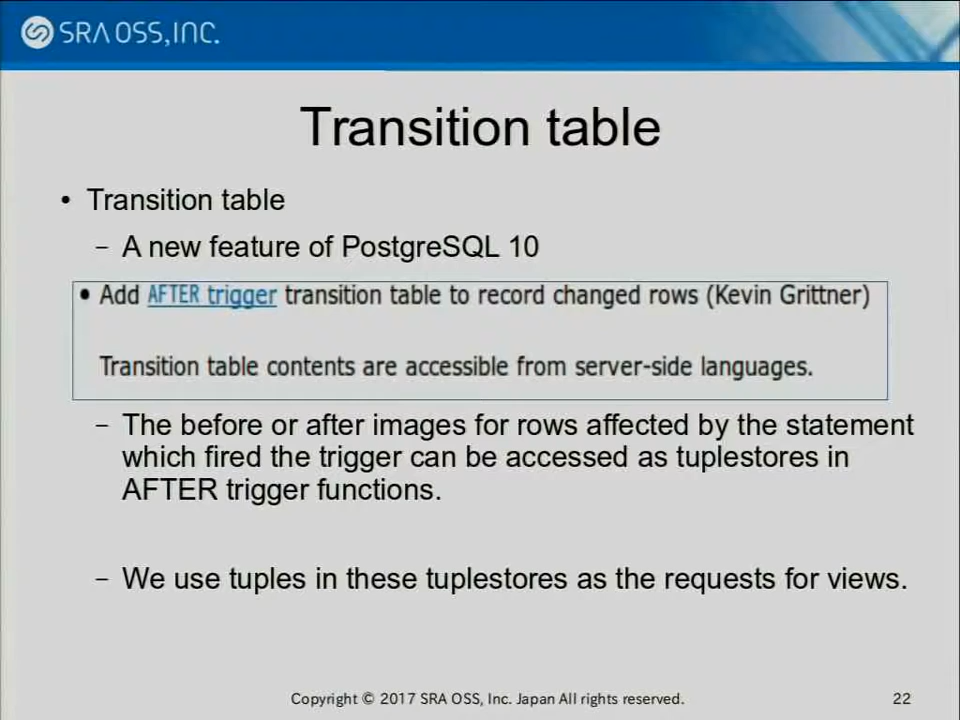 SRA OSS, INC.
Transition table
• Transition table
– A new feature of PostgreSQL 10
• Add AFTER trigger transition table to record changed rows (Kevin Grittner)
Transition table contents are accessible from server-side languages.
– The before or after images for rows affected by the statement
which fired the trigger can be accessed as tuplestores in
AFTER trigger functions.
– We use tuples in these tuplestores as the requests for views.
Copyright © 2017 SRA OSS, Inc. Japan All rights reserved.
22